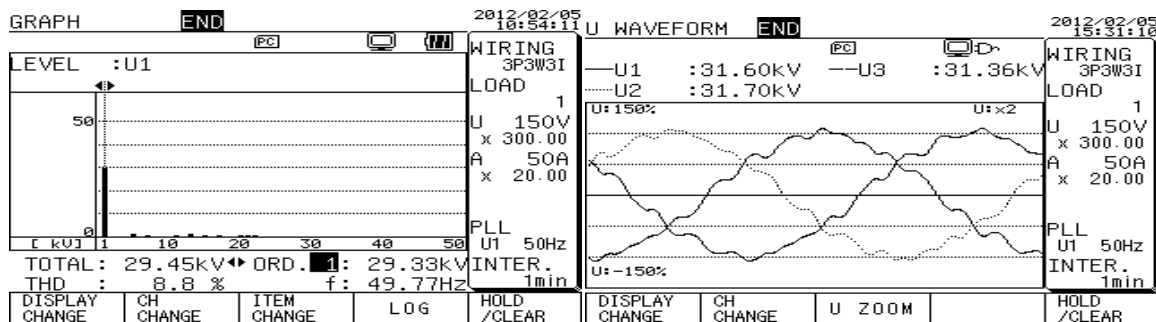 GRAPH END 2012/02/05
10:54:11
PC
WIRING
3P3W3I
LEVEL :U1
LOAD
1
50
U 150V
x 300.00
A 50A
x 20.00
0
PLL
U1 50Hz
[ kV] 1 10 20 30 40 50
TOTAL: 29.45kV ORD. 1: 29.33kV
INTER.
1min
THD : 8.8 % f: 49.77Hz
DISPLAY CHANGE
CH CHANGE
ITEM CHANGE
LOG
HOLD /CLEAR
U WAVEFORM END 2012/02/05
15:31:10
PC
WIRING
3P3W3I
U1 :31.60kV U3 :31.36kV
U2 :31.70kV
LOAD
1
U:150% U:x2
U 150V
x 300.00
A 50A
x 20.00
PLL
U1 50Hz
INTER.
1min
U:-150%
DISPLAY CHANGE
CH CHANGE
U ZOOM
HOLD /CLEAR